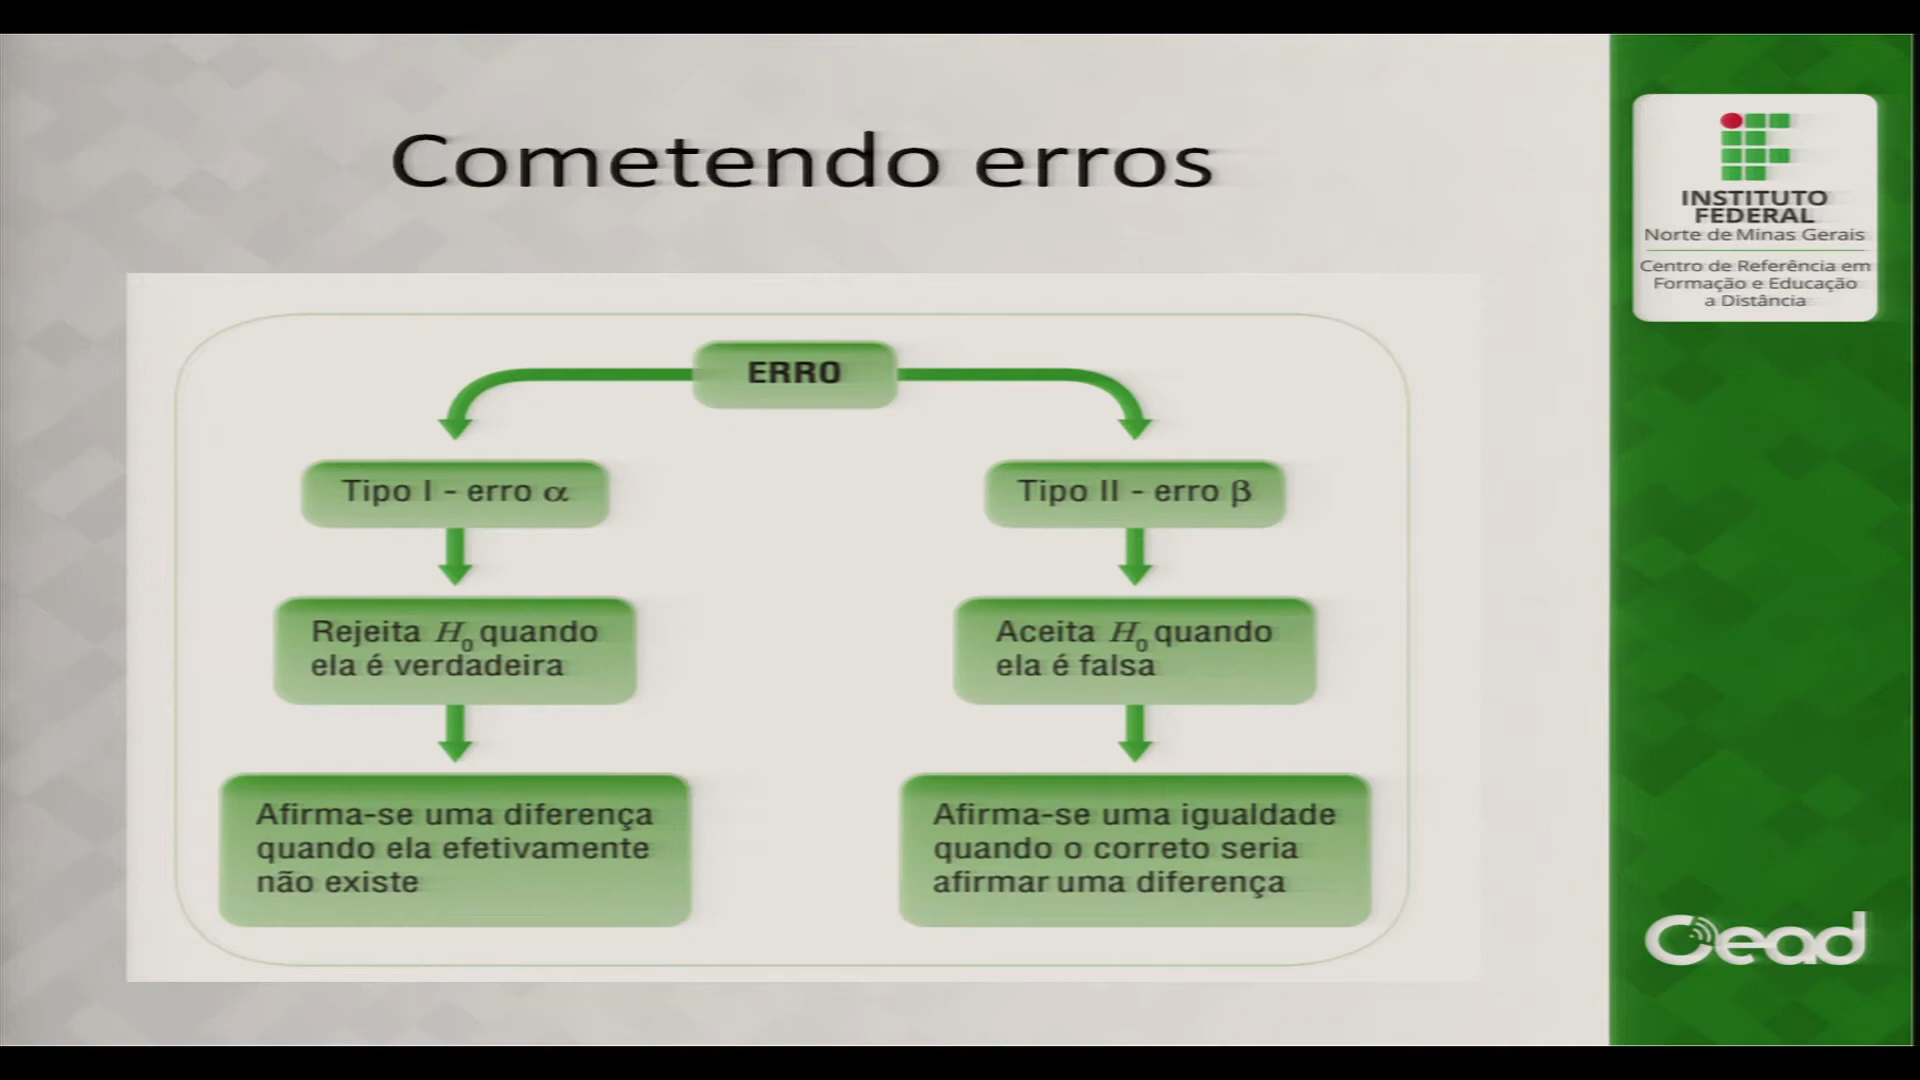 Cometendo erros
INSTITUTO
FEDERAL
Norte de Minas Gerais
Centro de Referência em
Formação e Educação
a Distância
ERRO
Tipo I - erro α
Tipo II - erro β
Rejeita H₀ quando
ela é verdadeira
Aceita H₀ quando
ela é falsa
Afirma-se uma diferença
quando ela efetivamente
não existe
Afirma-se uma igualdade
quando o correto seria
afirmar uma diferença
Cead